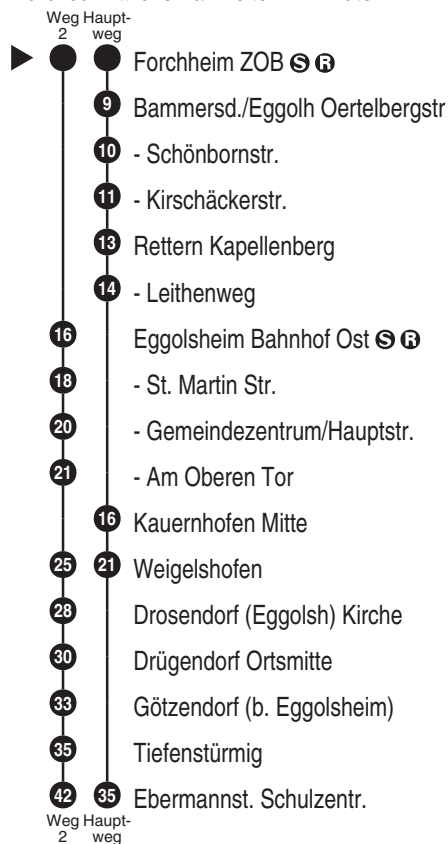 Weg Haupt-
2 weg
Forchheim ZOB S R
9 Bammersd./Eggolh Oertelbergstr
10 - Schönbornstr.
11 - Kirschäckerstr.
13 Rettern Kapellenberg
14 - Leithenweg
16 Eggolsheim Bahnhof Ost S R
18 - St. Martin Str.
20 - Gemeindezentrum/Hauptstr.
21 - Am Oberen Tor
16 Kauernhofen Mitte
25 21 Weigelshofen
28 Drosendorf (Eggolsh) Kirche
30 Drügendorf Ortsmitte
33 Götzendorf (b. Eggolsheim)
35 Tiefenstürmig
42 35 Ebermannst. Schulzentr.
Weg Haupt-
2 weg